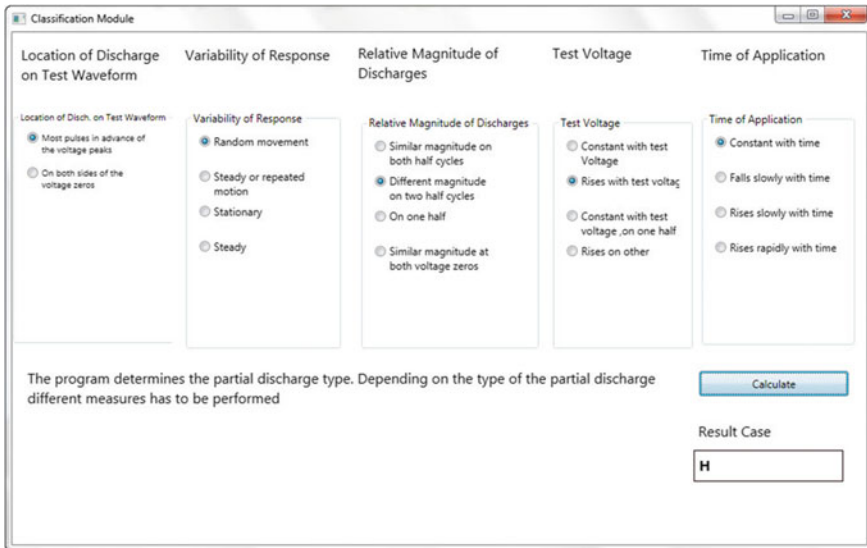 Classification Module
Location of Discharge
on Test Waveform
Variability of Response
Relative Magnitude of
Discharges
Test Voltage
Time of Application
Location of Disch. on Test Waveform
Most pulses in advance of
the voltage peaks
On both sides of the
voltage zeros
Variability of Response
Random movement
Steady or repeated
motion
Stationary
Steady
Relative Magnitude of Discharges
Similar magnitude on
both half cycles
Different magnitude
on two half cycles
On one half
Similar magnitude at
both voltage zeros
Test Voltage
Constant with test
Voltage
Rises with test voltag
Constant with test
voltage ,on one half
Rises on other
Time of Application
Constant with time
Falls slowly with time
Rises slowly with time
Rises rapidly with time
The program determines the partial discharge type. Depending on the type of the partial discharge
different measures has to be performed
Calculate
Result Case
H